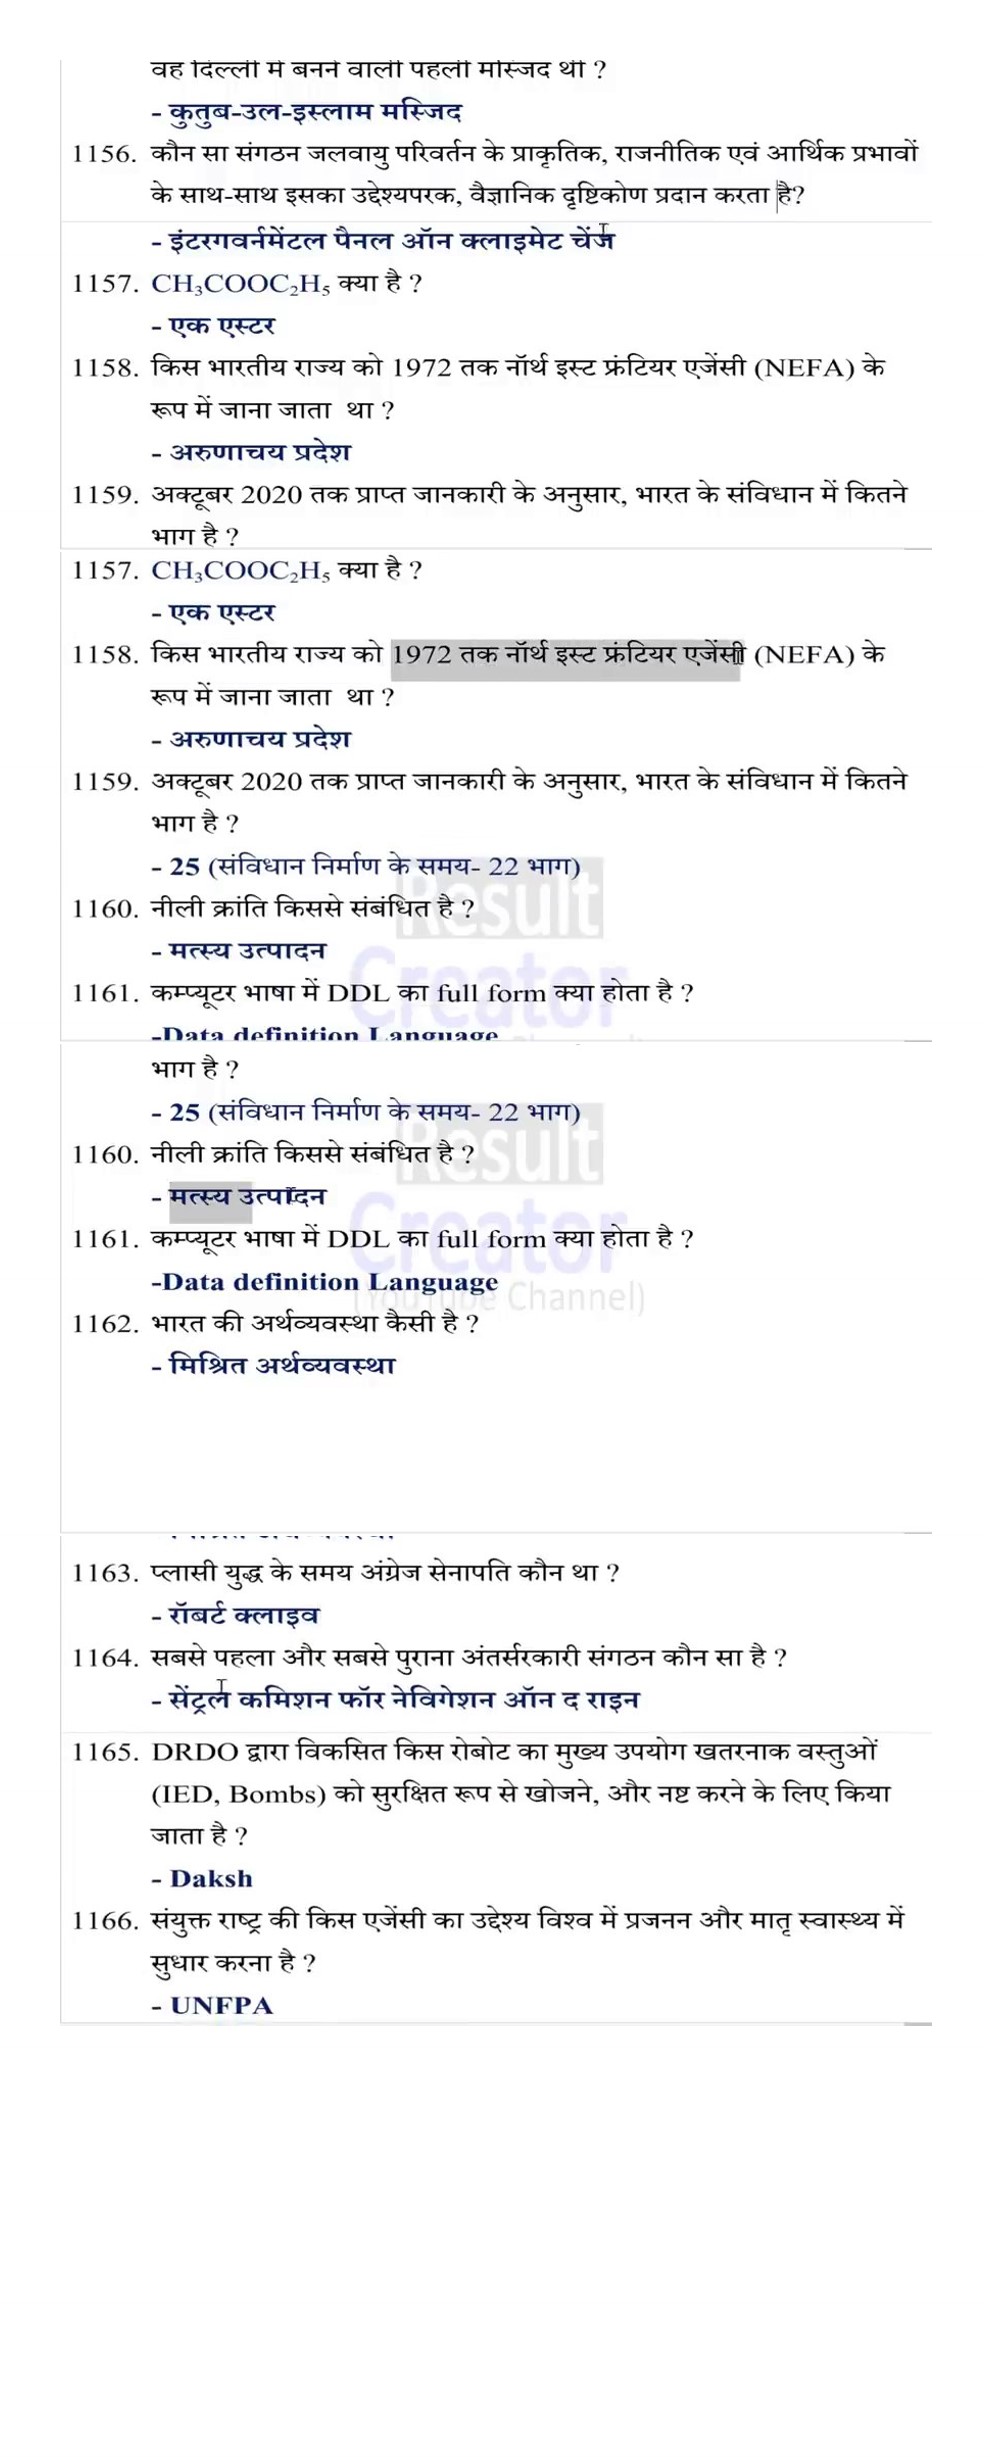 वह दिल्ली में बनने वाली पहली मस्जिद थी ?
- कुतुब-उल-इस्लाम मस्जिद
1156. कौन सा संगठन जलवायु परिवर्तन के प्राकृतिक, राजनीतिक एवं आर्थिक प्रभावों
के साथ-साथ इसका उद्देश्यपरक, वैज्ञानिक दृष्टिकोण प्रदान करता है?
- इंटरगवर्नमेंटल पैनल ऑन क्लाइमेट चेंज
1157. CH₃COOC₂H₅ क्या है ?
- एक एस्टर
1158. किस भारतीय राज्य को 1972 तक नॉर्थ इस्ट फ्रंटियर एजेंसी (NEFA) के
रूप में जाना जाता था ?
- अरुणाचय प्रदेश
1159. अक्टूबर 2020 तक प्राप्त जानकारी के अनुसार, भारत के संविधान में कितने
भाग है ?
1157. CH₃COOC₂H₅ क्या है ?
- एक एस्टर
1158. किस भारतीय राज्य को 1972 तक नॉर्थ इस्ट फ्रंटियर एजेंसी (NEFA) के
रूप में जाना जाता था ?
- अरुणाचय प्रदेश
1159. अक्टूबर 2020 तक प्राप्त जानकारी के अनुसार, भारत के संविधान में कितने
भाग है ?
- 25 (संविधान निर्माण के समय- 22 भाग)
Result
1160. नीली क्रांति किससे संबंधित है ?
- मत्स्य उत्पादन
Creator
1161. कम्प्यूटर भाषा में DDL का full form क्या होता है ?
-Data definition Language
भाग है ?
- 25 (संविधान निर्माण के समय- 22 भाग)
Result
1160. नीली क्रांति किससे संबंधित है ?
- मत्स्य उत्पादन
Creator
1161. कम्प्यूटर भाषा में DDL का full form क्या होता है ?
-Data definition Language
(YouTube Channel)
1162. भारत की अर्थव्यवस्था कैसी है ?
- मिश्रित अर्थव्यवस्था
1163. प्लासी युद्ध के समय अंग्रेज सेनापति कौन था ?
- रॉबर्ट क्लाइव
1164. सबसे पहला और सबसे पुराना अंतर्सरकारी संगठन कौन सा है ?
- सेंट्रल कमिशन फॉर नेविगेशन ऑन द राइन
1165. DRDO द्वारा विकसित किस रोबोट का मुख्य उपयोग खतरनाक वस्तुओं
(IED, Bombs) को सुरक्षित रूप से खोजने, और नष्ट करने के लिए किया
जाता है ?
- Daksh
1166. संयुक्त राष्ट्र की किस एजेंसी का उद्देश्य विश्व में प्रजनन और मातृ स्वास्थ्य में
सुधार करना है ?
- UNFPA